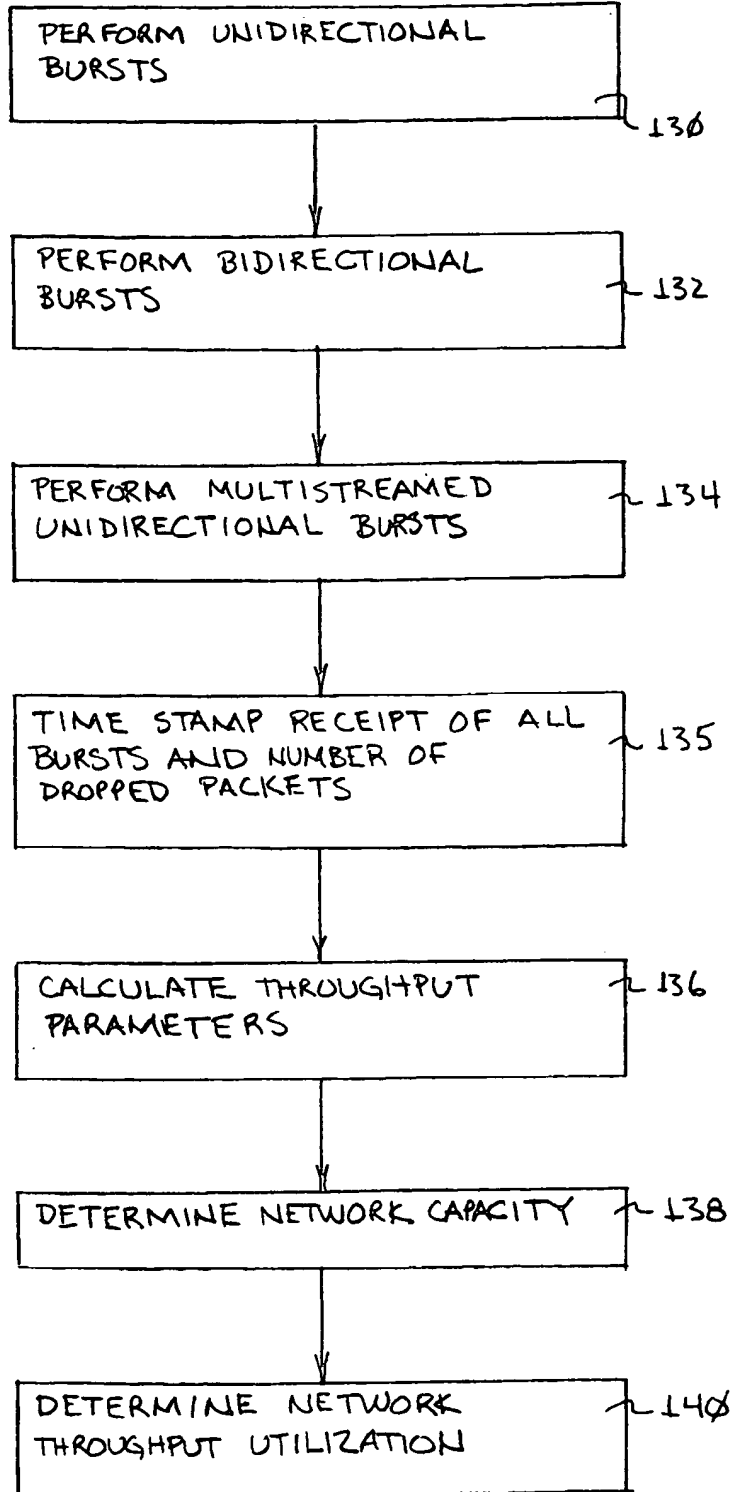 PERFORM UNIDIRECTIONAL
BURSTS
130
PERFORM BIDIRECTIONAL
BURSTS
132
PERFORM MULTISTREAMED
UNIDIRECTIONAL BURSTS
134
TIME STAMP RECEIPT OF ALL
BURSTS AND NUMBER OF
DROPPED PACKETS
135
CALCULATE THROUGHPUT
PARAMETERS
136
DETERMINE NETWORK CAPACITY
138
DETERMINE NETWORK
THROUGHPUT UTILIZATION
140